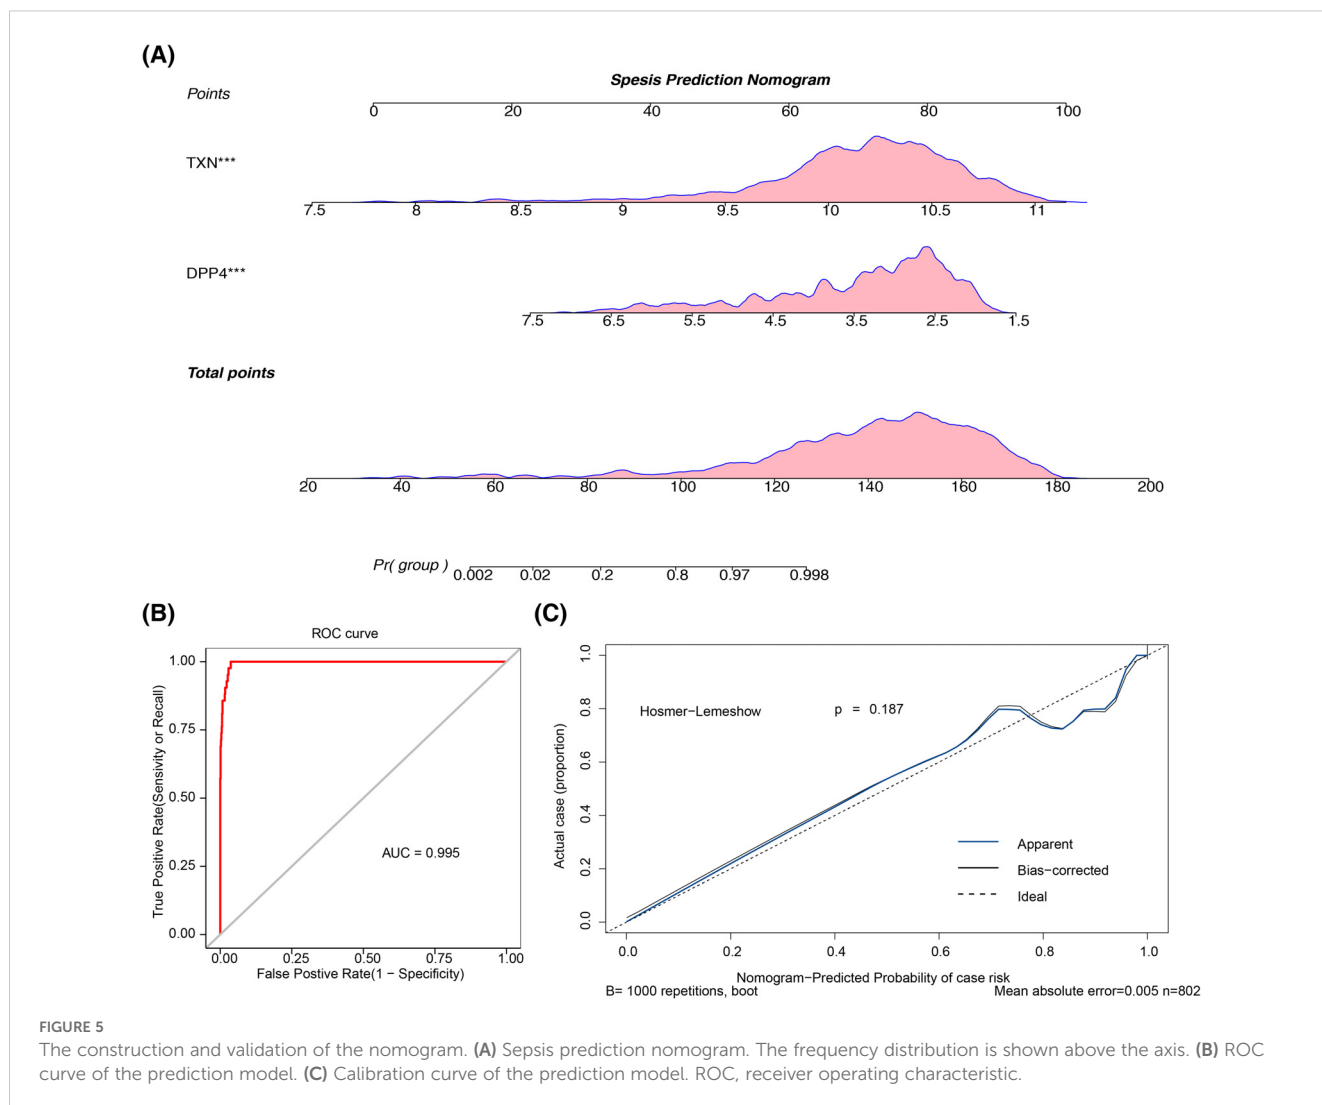 (A)
Spesis Prediction Nomogram
Points
0 20 40 60 80 100
TXN***
7.5 8 8.5 9 9.5 10 10.5 11
DPP4***
7.5 6.5 5.5 4.5 3.5 2.5 1.5
Total points
20 40 60 80 100 120 140 160 180 200
Pr( group )
0.002 0.02 0.2 0.8 0.97 0.998
(B)
ROC curve
True Positive Rate(Sensivity or Recall)
1.00
0.75
0.50
0.25
0.00
AUC = 0.995
0.00 0.25 0.50 0.75 1.00
False Postive Rate(1 − Specificity)
(C)
Actual case (proportion)
1.0
0.8
0.6
0.4
0.2
0.0
Hosmer−Lemeshow p = 0.187
Apparent
Bias−corrected
Ideal
0.0 0.2 0.4 0.6 0.8 1.0
Nomogram−Predicted Probability of case risk
B= 1000 repetitions, boot Mean absolute error=0.005 n=802
FIGURE 5
The construction and validation of the nomogram. (A) Sepsis prediction nomogram. The frequency distribution is shown above the axis. (B) ROC
curve of the prediction model. (C) Calibration curve of the prediction model. ROC, receiver operating characteristic.